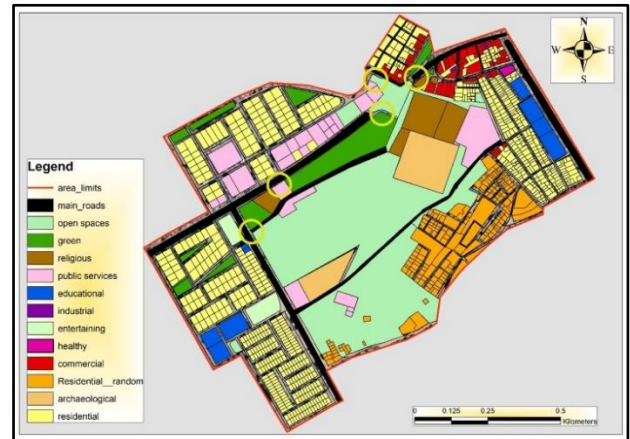 N
W E
S
Legend
area_limits
main_roads
open spaces
green
religious
public services
educational
industrial
entertaining
healthy
commercial
Residential__random
archaeological
residential
0 0.125 0.25 0.5
Kilometers